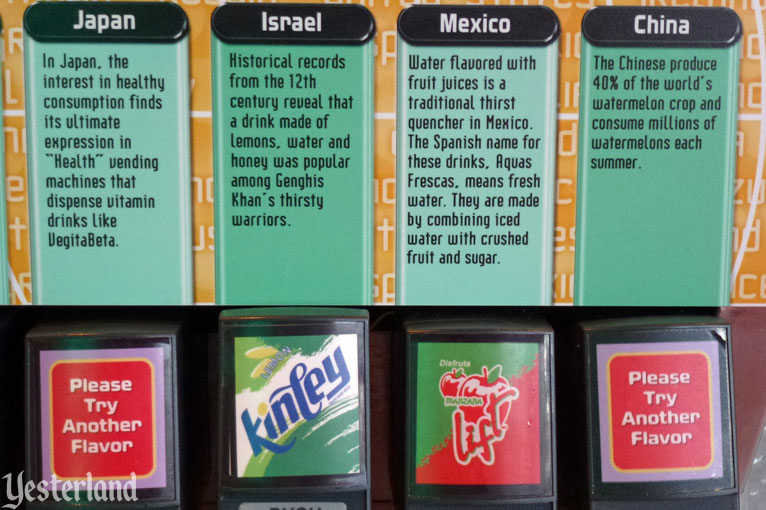 Japan
In Japan, the
interest in healthy
consumption finds
its ultimate
expression in
"Health" vending
machines that
dispense vitamin
drinks like
VegitaBeta.
Israel
Historical records
from the 12th
century reveal that
a drink made of
lemons, water and
honey was popular
among Genghis
Khan's thirsty
warriors.
Mexico
Water flavored with
fruit juices is a
traditional thirst
quencher in Mexico.
The Spanish name for
these drinks, Aquas
Frescas, means fresh
water. They are made
by combining iced
water with crushed
fruit and sugar.
China
The Chinese produce
40% of the world's
watermelon crop and
consume millions of
watermelons each
summer.
Please
Try
Another
Flavor
LEMON
kinley
Disfruta
MANZANA
lift
Please
Try
Another
Flavor
PUSH
Yesterland